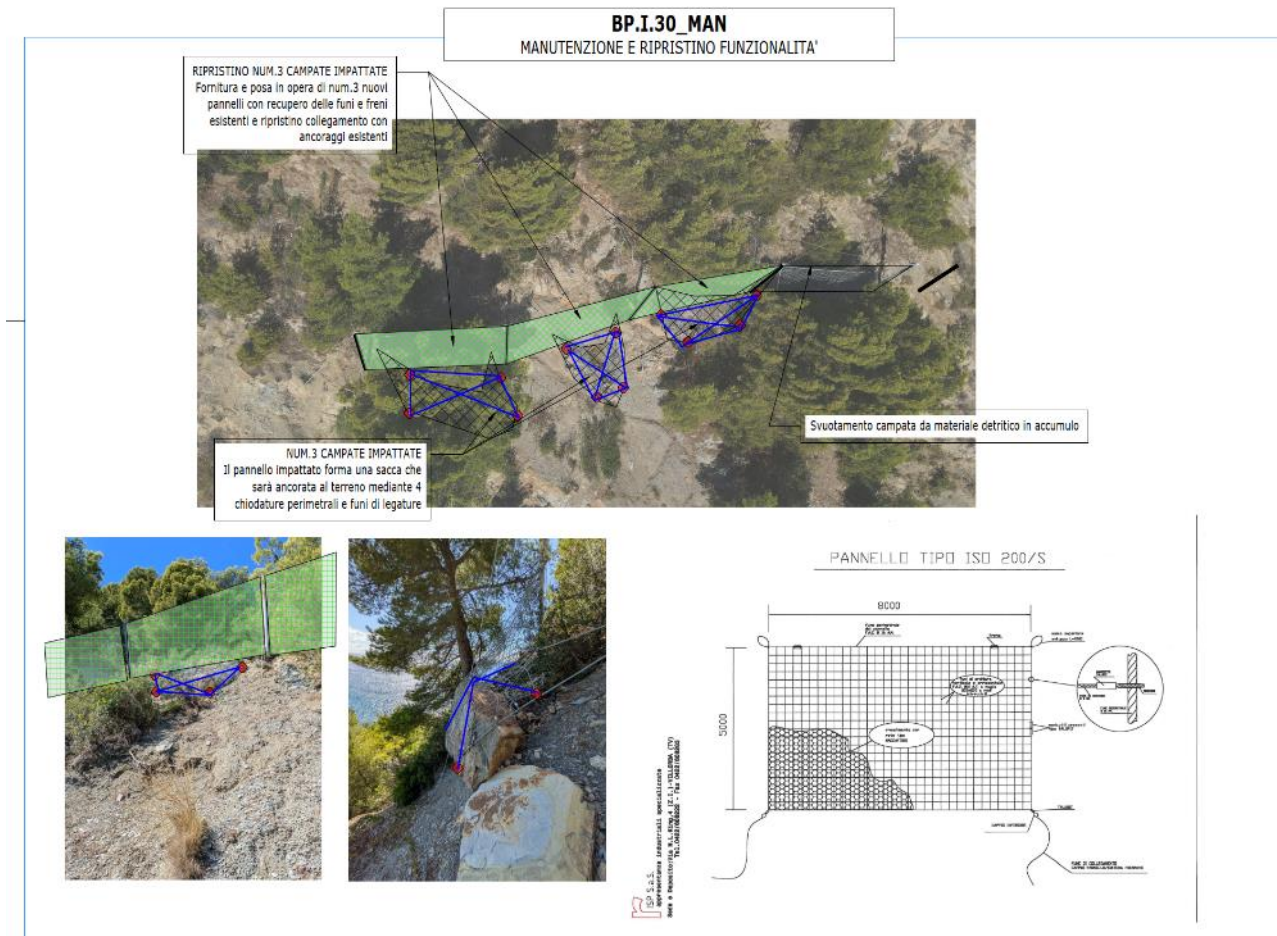 BP.I.30_MAN
MANUTENZIONE E RIPRISTINO FUNZIONALITA'
RIPRISTINO NUM.3 CAMPATE IMPATTATE
Fornitura e posa in opera di num.3 nuovi
pannelli con recupero delle funi e freni
esistenti e ripristino collegamento con
ancoraggi esistenti
Svuotamento campata da materiale detritico in accumulo
NUM.3 CAMPATE IMPATTATE
Il pannello impattato forma una sacca che
sarà ancorata al terreno mediante 4
chiodature perimetrali e funi di legature
PANNELLO TIPO ISO 200/S
8000
5000
FUNE DI COLLEGAMENTO
ISP S.a.S.